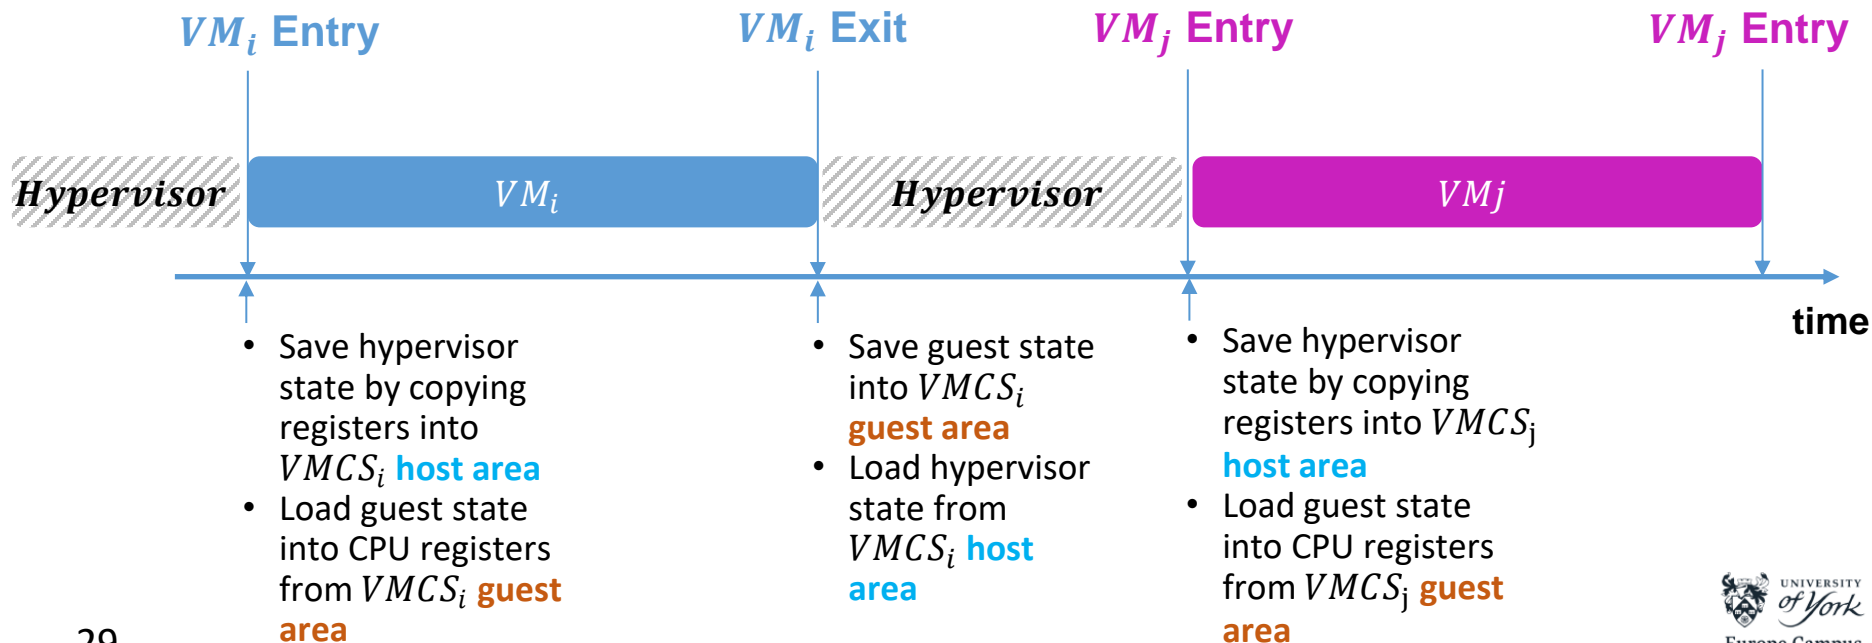 VMᵢ Entry
VMᵢ Exit
VMⱼ Entry
VMⱼ Entry
Hypervisor
VMᵢ
Hypervisor
VMj
time
• Save hypervisor
state by copying
registers into
VMCSᵢ host area
• Load guest state
into CPU registers
from VMCSᵢ guest
area
• Save guest state
into VMCSᵢ
guest area
• Load hypervisor
state from
VMCSᵢ host
area
• Save hypervisor
state by copying
registers into VMCSⱼ
host area
• Load guest state
into CPU registers
from VMCSⱼ guest
area
29
UNIVERSITY
of York
Europe Campus